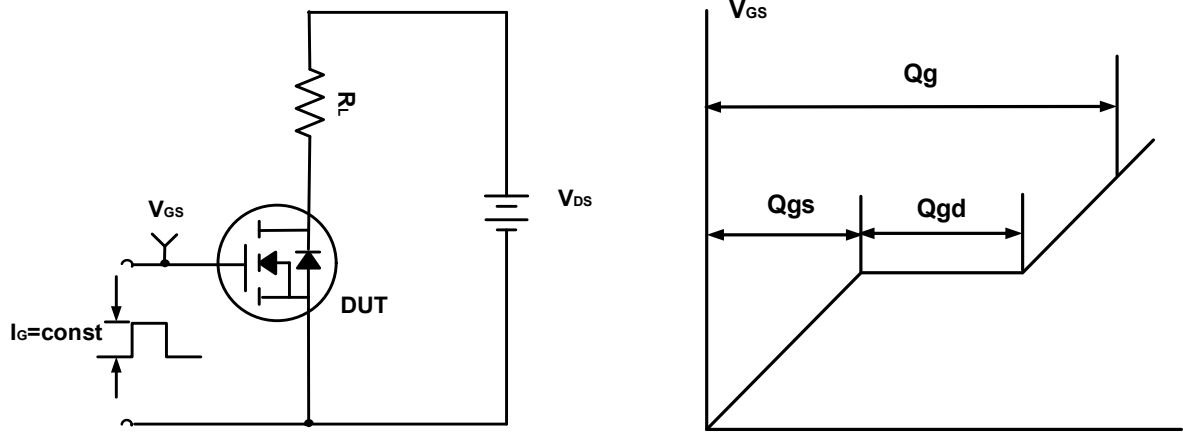 RL
VDS
VGS
DUT
IG=const
VGS
Qg
Qgs
Qgd